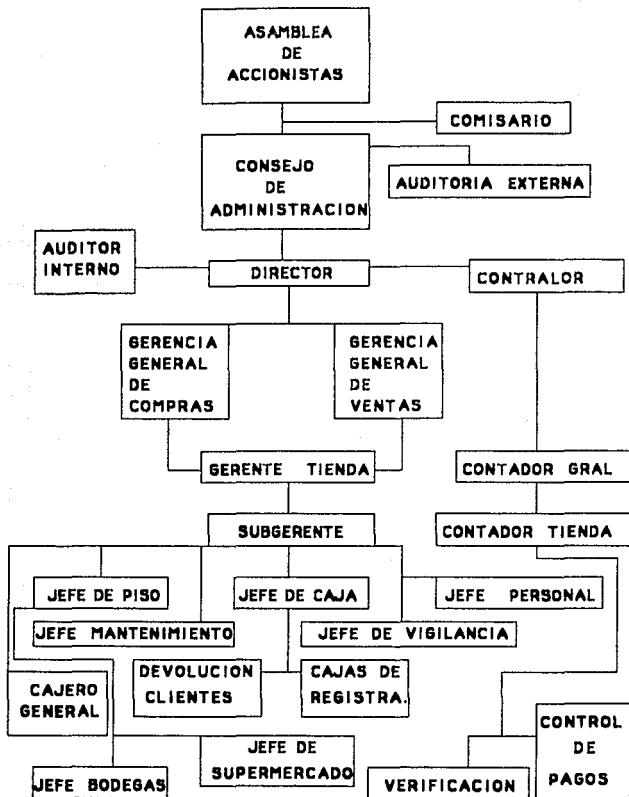 ASAMBLEA
DE
ACCIONISTAS
COMISARIO
CONSEJO
DE
ADMINISTRACION
AUDITORIA EXTERNA
AUDITOR
INTERNO
DIRECTOR
CONTRALOR
GERENCIA
GENERAL
DE
COMPRAS
GERENCIA
GENERAL
DE
VENTAS
GERENTE TIENDA
CONTADOR GRAL
SUBGERENTE
CONTADOR TIENDA
JEFE DE PISO
JEFE DE CAJA
JEFE PERSONAL
JEFE MANTENIMIENTO
JEFE DE VIGILANCIA
DEVOLUCION
CLIENTES
CAJAS DE
REGISTRA.
CAJERO
GENERAL
CONTROL
DE
PAGOS
JEFE DE
SUPERMERCADO
JEFE BODEGAS
VERIFICACION